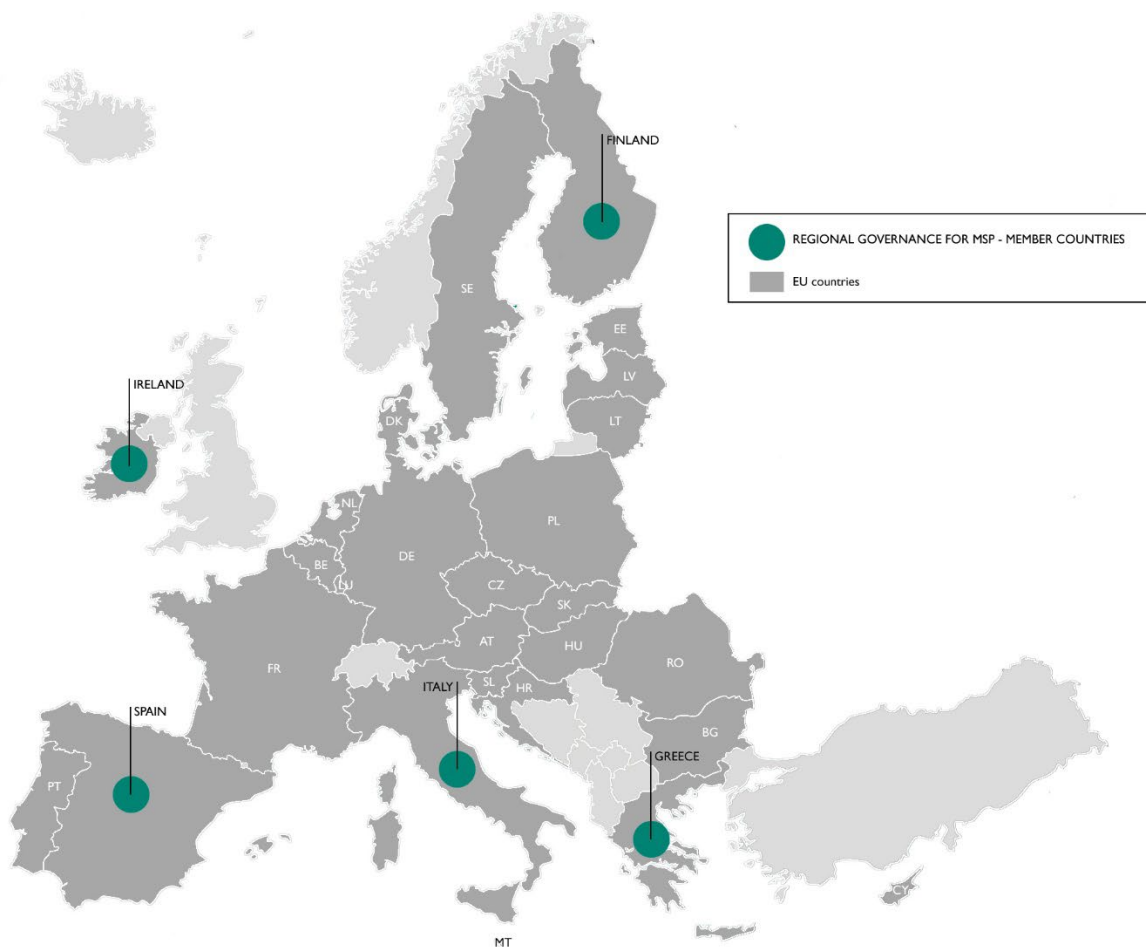 FINLAND
REGIONAL GOVERNANCE FOR MSP - MEMBER COUNTRIES
EU countries
SE
EE
LV
IRELAND
LT
DK
NL
PL
DE
BE
LU
CZ
SK
AT
HU
FR
RO
SL
ITALY
HR
SPAIN
BG
GREECE
PT
CY
MT